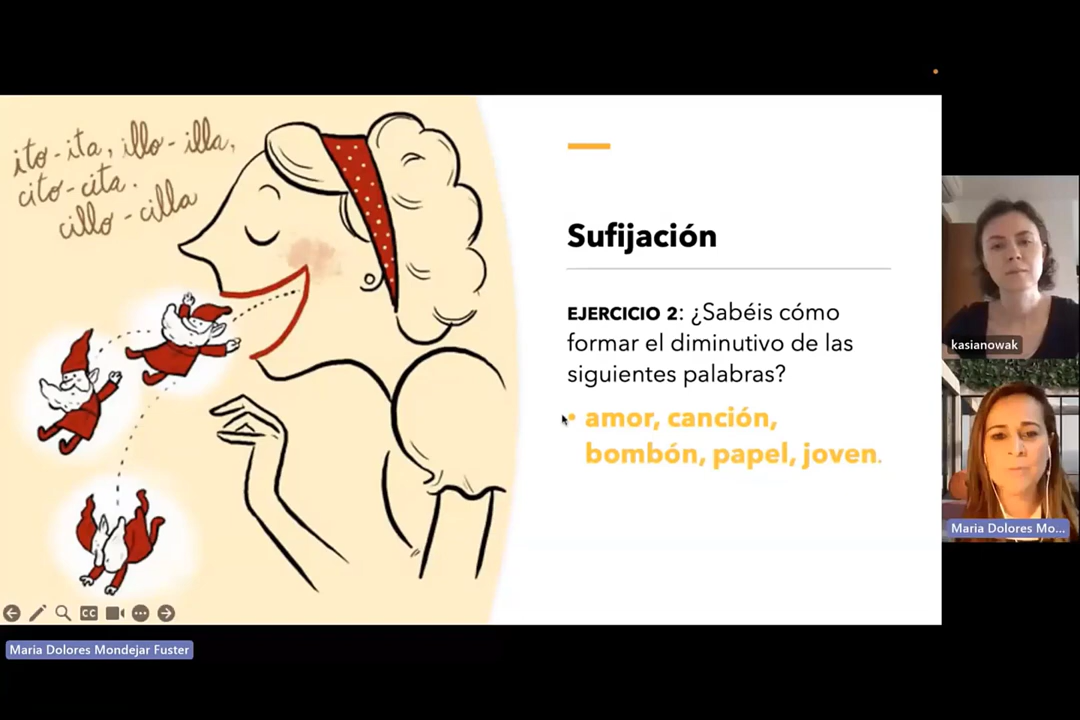 ito-ita, illo-illa,
cito-cita.
cillo-cilla
Sufijación
EJERCICIO 2: ¿Sabéis cómo
formar el diminutivo de las
siguientes palabras?
• amor, canción,
bombón, papel, joven.
kasianowak
Maria Dolores Mo...
CC
Maria Dolores Mondejar Fuster